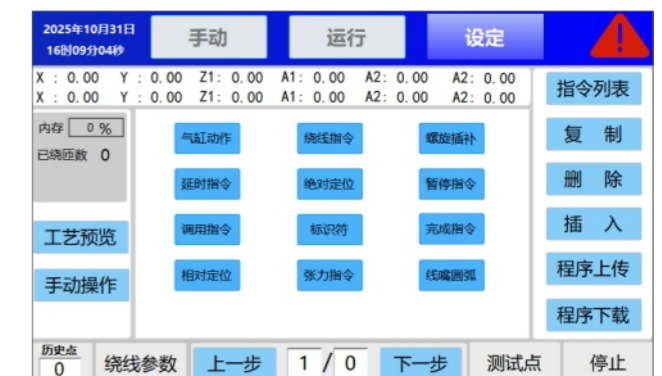 2025年10月31日
16时09分04秒
手动
运行
设定
X : 0.00 Y : 0.00 Z1: 0.00 A1: 0.00 A2: 0.00 A2: 0.00
X : 0.00 Y : 0.00 Z1: 0.00 A1: 0.00 A2: 0.00 A2: 0.00
指令列表
内存 0 %
已绕匝数 0
气缸动作 绕线指令 螺旋插补
复 制
延时指令 绝对定位 暂停指令
删 除
调用指令 标识符 完成指令
插 入
工艺预览
相对定位 张力指令 线嘴圆弧
程序上传
手动操作
程序下载
历史点
0
绕线参数 上一步 1 / 0 下一步 测试点 停止